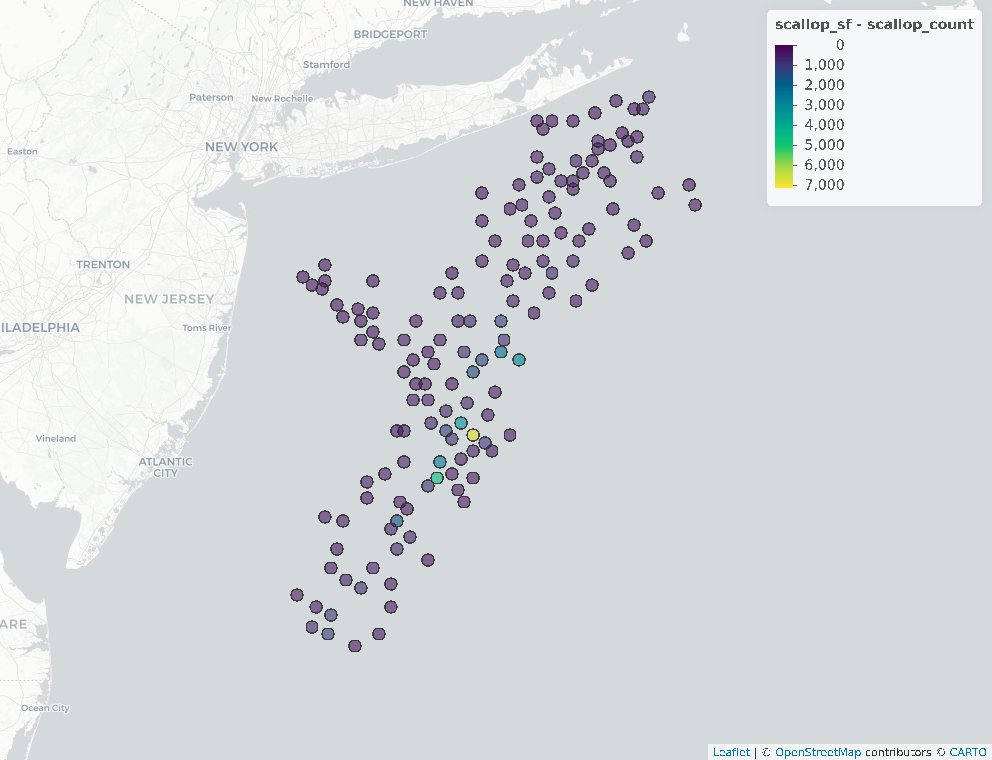 NEW HAVEN
BRIDGEPORT
Stamford
Paterson
New Rochelle
NEW YORK
Easton
TRENTON
NEW JERSEY
ILADELPHIA
Toms River
Vineland
ATLANTIC
CITY
ARE
Ocean City
scallop_sf - scallop_count
0
1,000
2,000
3,000
4,000
5,000
6,000
7,000
Leaflet | © OpenStreetMap contributors © CARTO